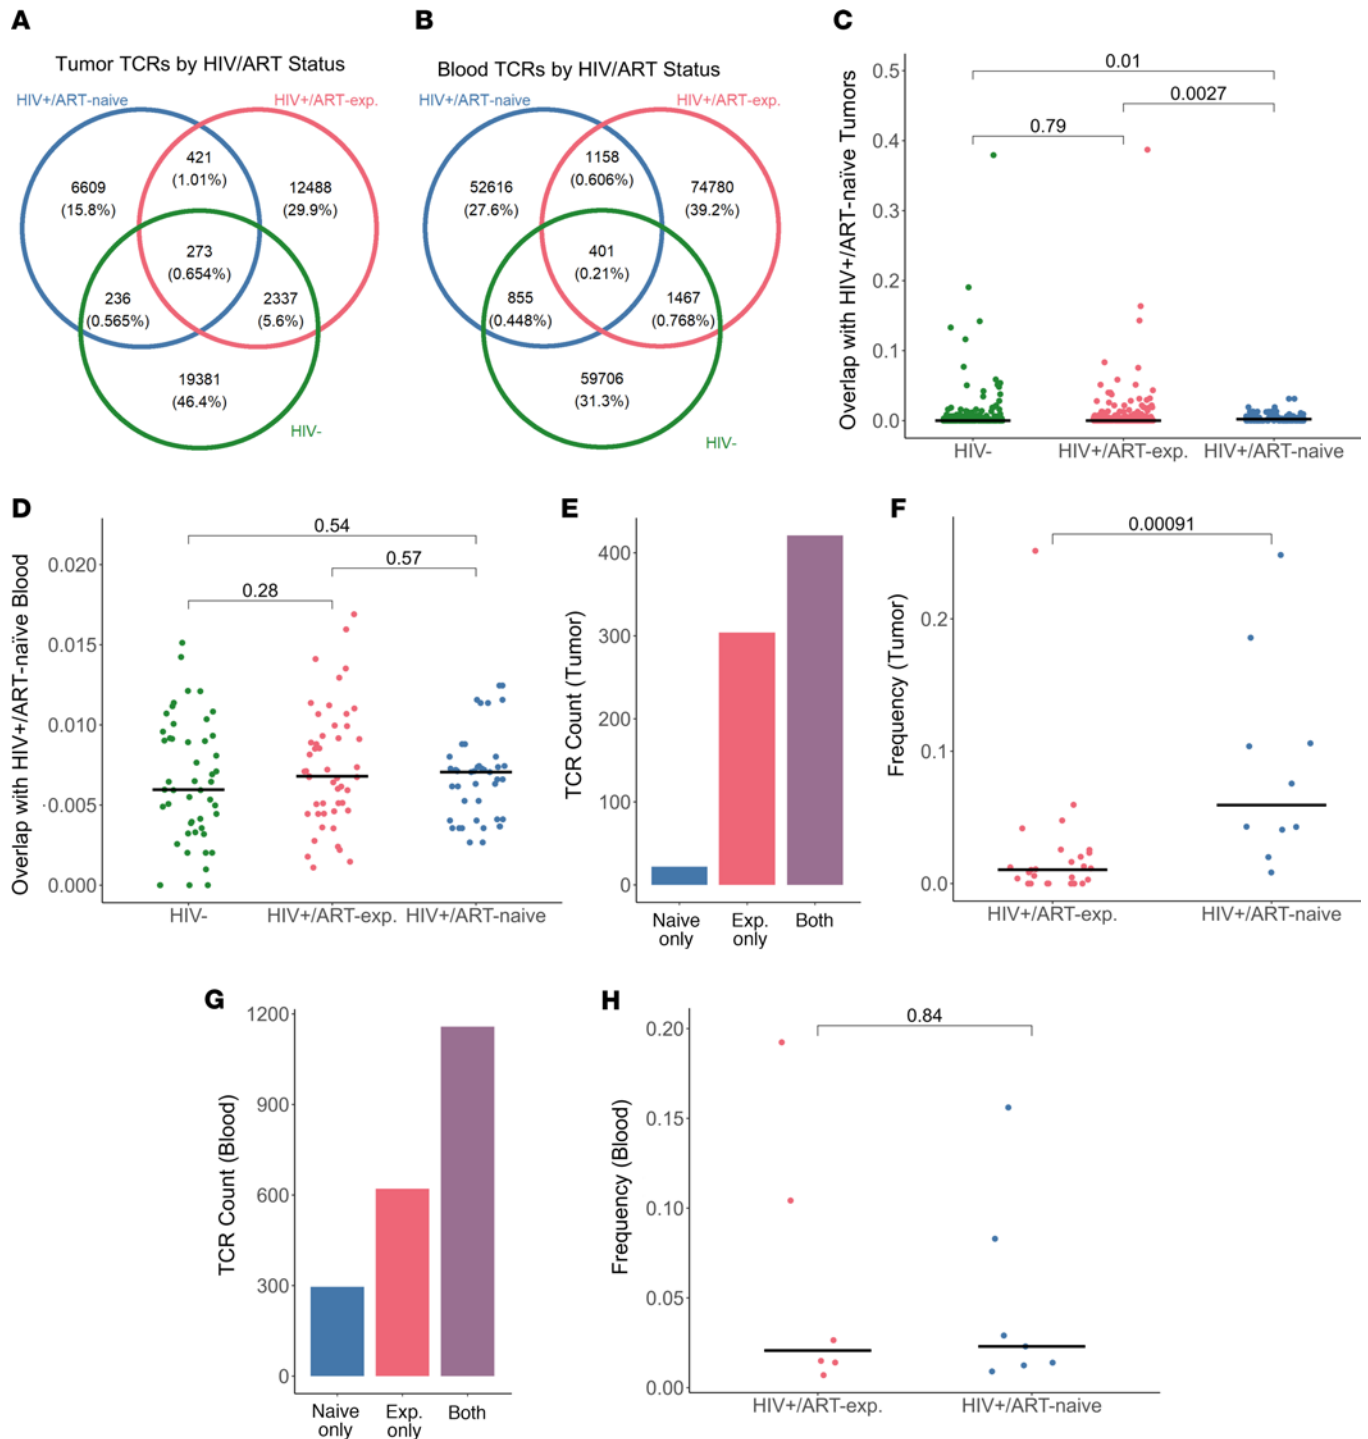 A
Tumor TCRs by HIV/ART Status
HIV+/ART-naive
HIV+/ART-exp.
421
(1.01%)
6609
(15.8%)
12488
(29.9%)
273
(0.654%)
236
(0.565%)
2337
(5.6%)
19381
(46.4%)
HIV-
B
Blood TCRs by HIV/ART Status
HIV+/ART-naive
HIV+/ART-exp.
1158
(0.606%)
52616
(27.6%)
74780
(39.2%)
401
(0.21%)
855
(0.448%)
1467
(0.768%)
59706
(31.3%)
HIV-
C
Overlap with HIV+/ART-naïve Tumors
0.5
0.4
0.3
0.2
0.1
0.0
0.01
0.0027
0.79
HIV-
HIV+/ART-exp.
HIV+/ART-naive
D
Overlap with HIV+/ART-naïve Blood
0.020
0.015
0.010
0.005
0.000
0.54
0.57
0.28
HIV-
HIV+/ART-exp.
HIV+/ART-naive
E
TCR Count (Tumor)
400
300
200
100
0
Naive
only
Exp.
only
Both
F
Frequency (Tumor)
0.2
0.1
0.0
0.00091
HIV+/ART-exp.
HIV+/ART-naive
G
TCR Count (Blood)
1200
900
600
300
0
Naive
only
Exp.
only
Both
H
Frequency (Blood)
0.20
0.15
0.10
0.05
0.00
0.84
HIV+/ART-exp.
HIV+/ART-naive